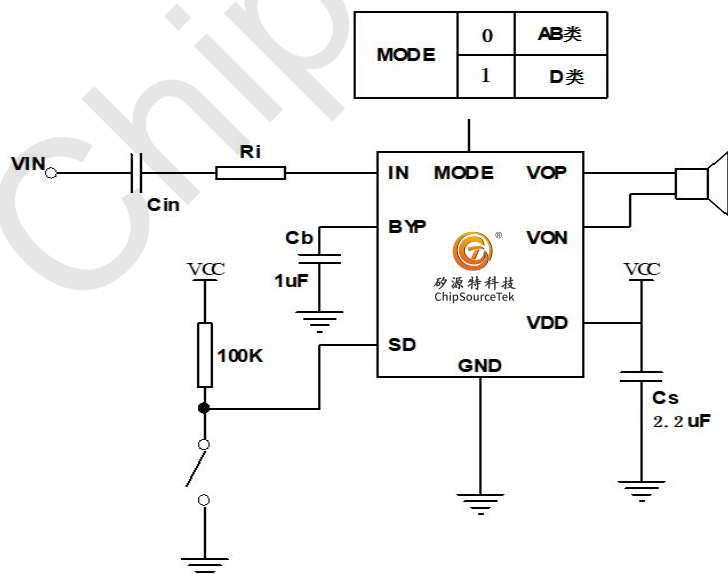 MODE
0 AB类
1 D类
VIN
Cin
Ri
IN MODE VOP
BYP
VON
Cb
1uF
®
矽源特科技
ChipSourceTek
VCC
VCC
VDD
100K
SD
GND
Cs
2.2uF
Chip